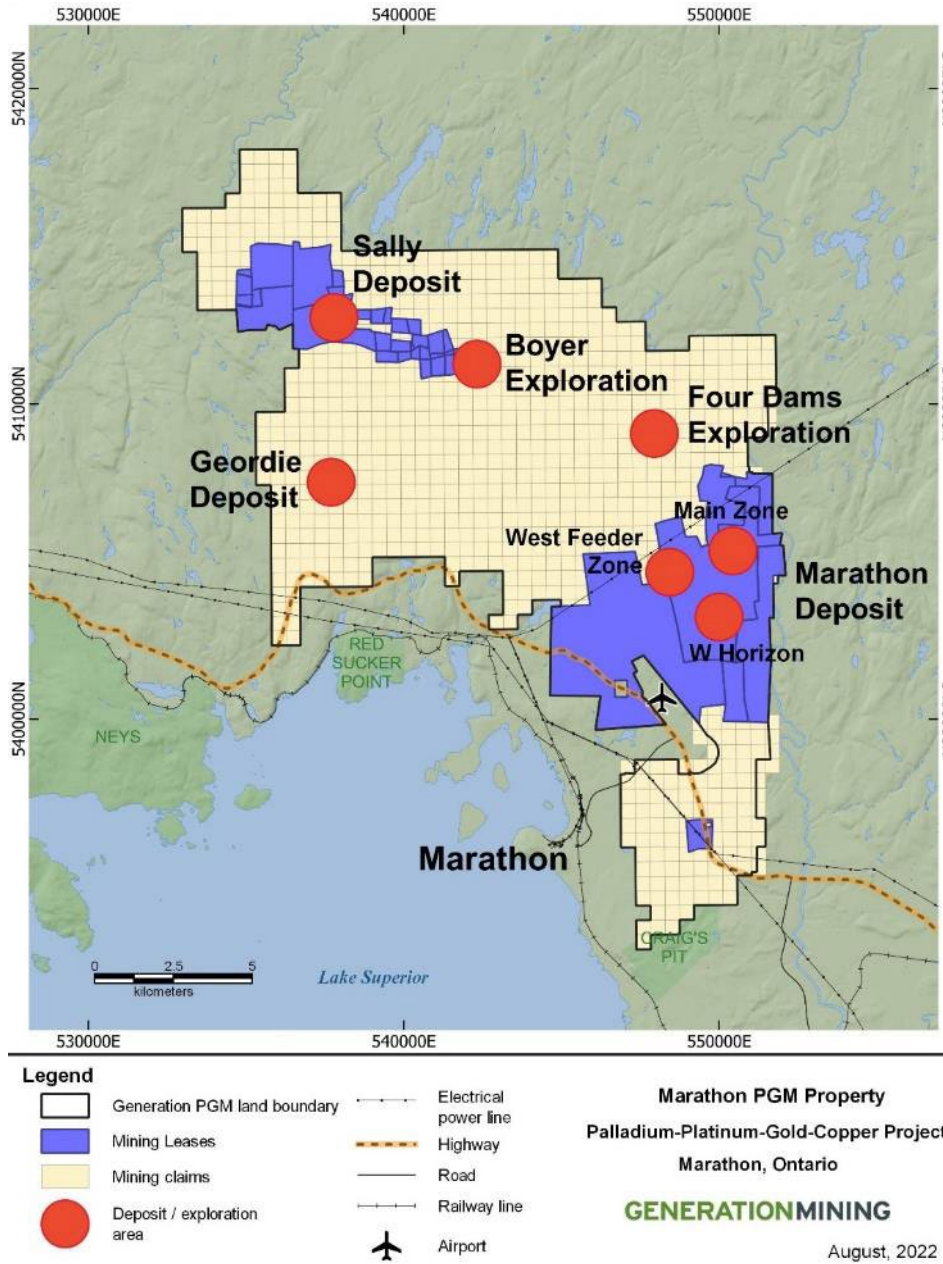 530000E
540000E
550000E
5420000N
5410000N
5400000N
Sally
Deposit
Boyer
Exploration
Four Dams
Exploration
Geordie
Deposit
Main Zone
West Feeder
Zone
Marathon
Deposit
W Horizon
RED
SUCKER
POINT
NEYS
Marathon
CRAIG'S
PIT
0 2.5 5
kilometers
Lake Superior
530000E
540000E
550000E
Legend
Generation PGM land boundary
Mining Leases
Mining claims
Deposit / exploration
area
Electrical
power line
Highway
Road
Railway line
Airport
Marathon PGM Property
Palladium-Platinum-Gold-Copper Project
Marathon, Ontario
GENERATIONMINING
August, 2022